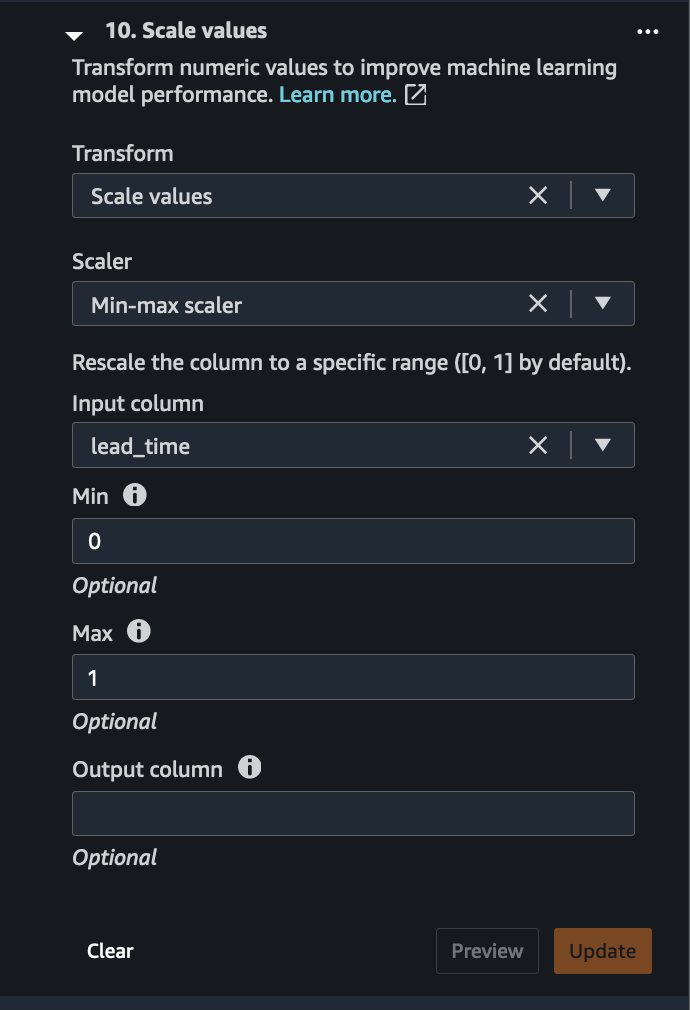 10. Scale values
Transform numeric values to improve machine learning
model performance. Learn more.
Transform
Scale values
Scaler
Min-max scaler
Rescale the column to a specific range ([0, 1] by default).
Input column
lead_time
Min
0
Optional
Max
1
Optional
Output column
Optional
Clear Preview Update